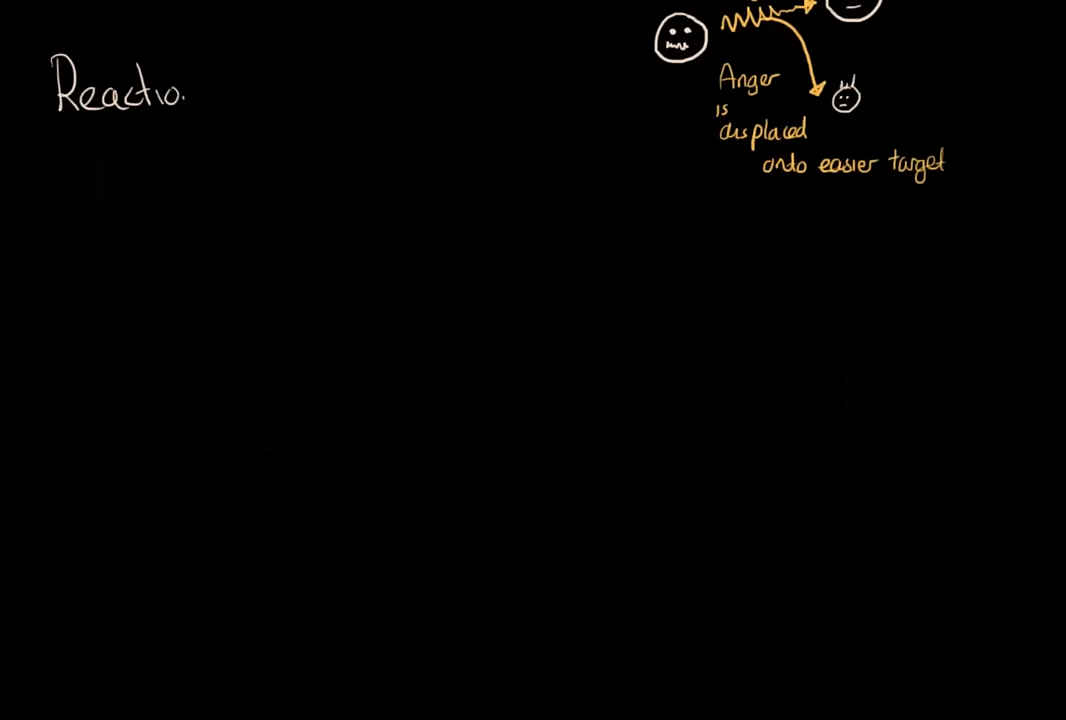 Reactio
Anger
is
displaced
onto easier target